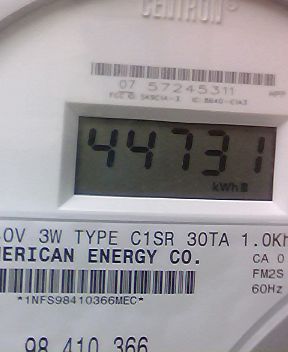 CENTRON®
07 57245311
44731
kWh
0V 3W TYPE C1SR 30TA 1.0Kh
MERICAN ENERGY CO.
CA 0
FM2S
60Hz
*1NFS98410366MEC*
98 410 366